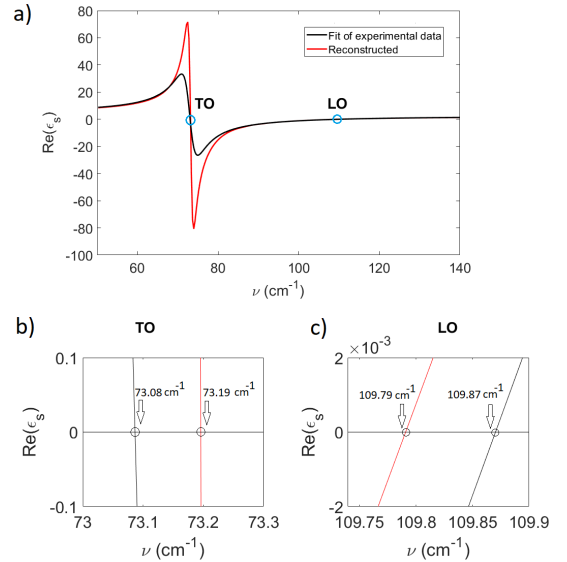 a)
80
60
40
20
0
-20
-40
-60
-80
-100
Re(ϵs)
Fit of experimental data
Reconstructed
TO
LO
60
80
100
120
140
ν (cm-1)
b)
TO
0.1
0
-0.1
Re(ϵs)
73.08 cm-1
73.19 cm-1
73
73.1
73.2
73.3
ν (cm-1)
c)
LO
×10-3
2
0
-2
Re(ϵs)
109.79 cm-1
109.87 cm-1
109.75
109.8
109.85
109.9
ν (cm-1)